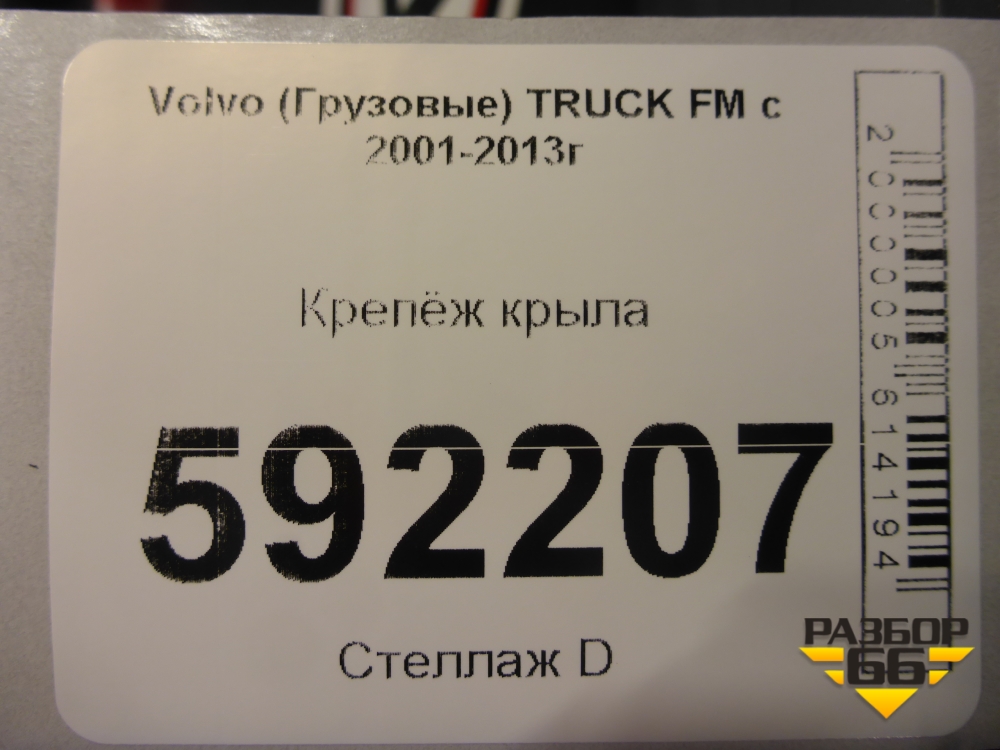 Volvo (Грузовые) TRUCK FM с
2001-2013г
Крепёж крыла
592207
Стеллаж D
2000005614194
РАЗБОР
66